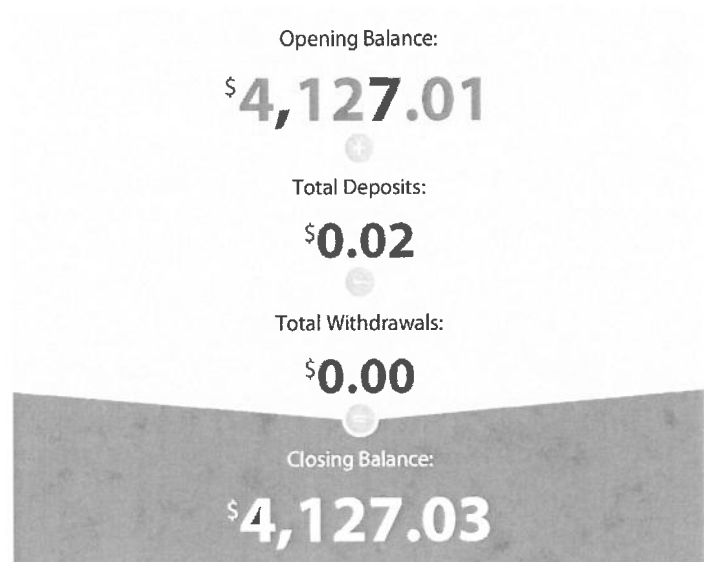 Opening Balance:
$4,127.01
+
Total Deposits:
$0.02
−
Total Withdrawals:
$0.00
=
Closing Balance:
$4,127.03